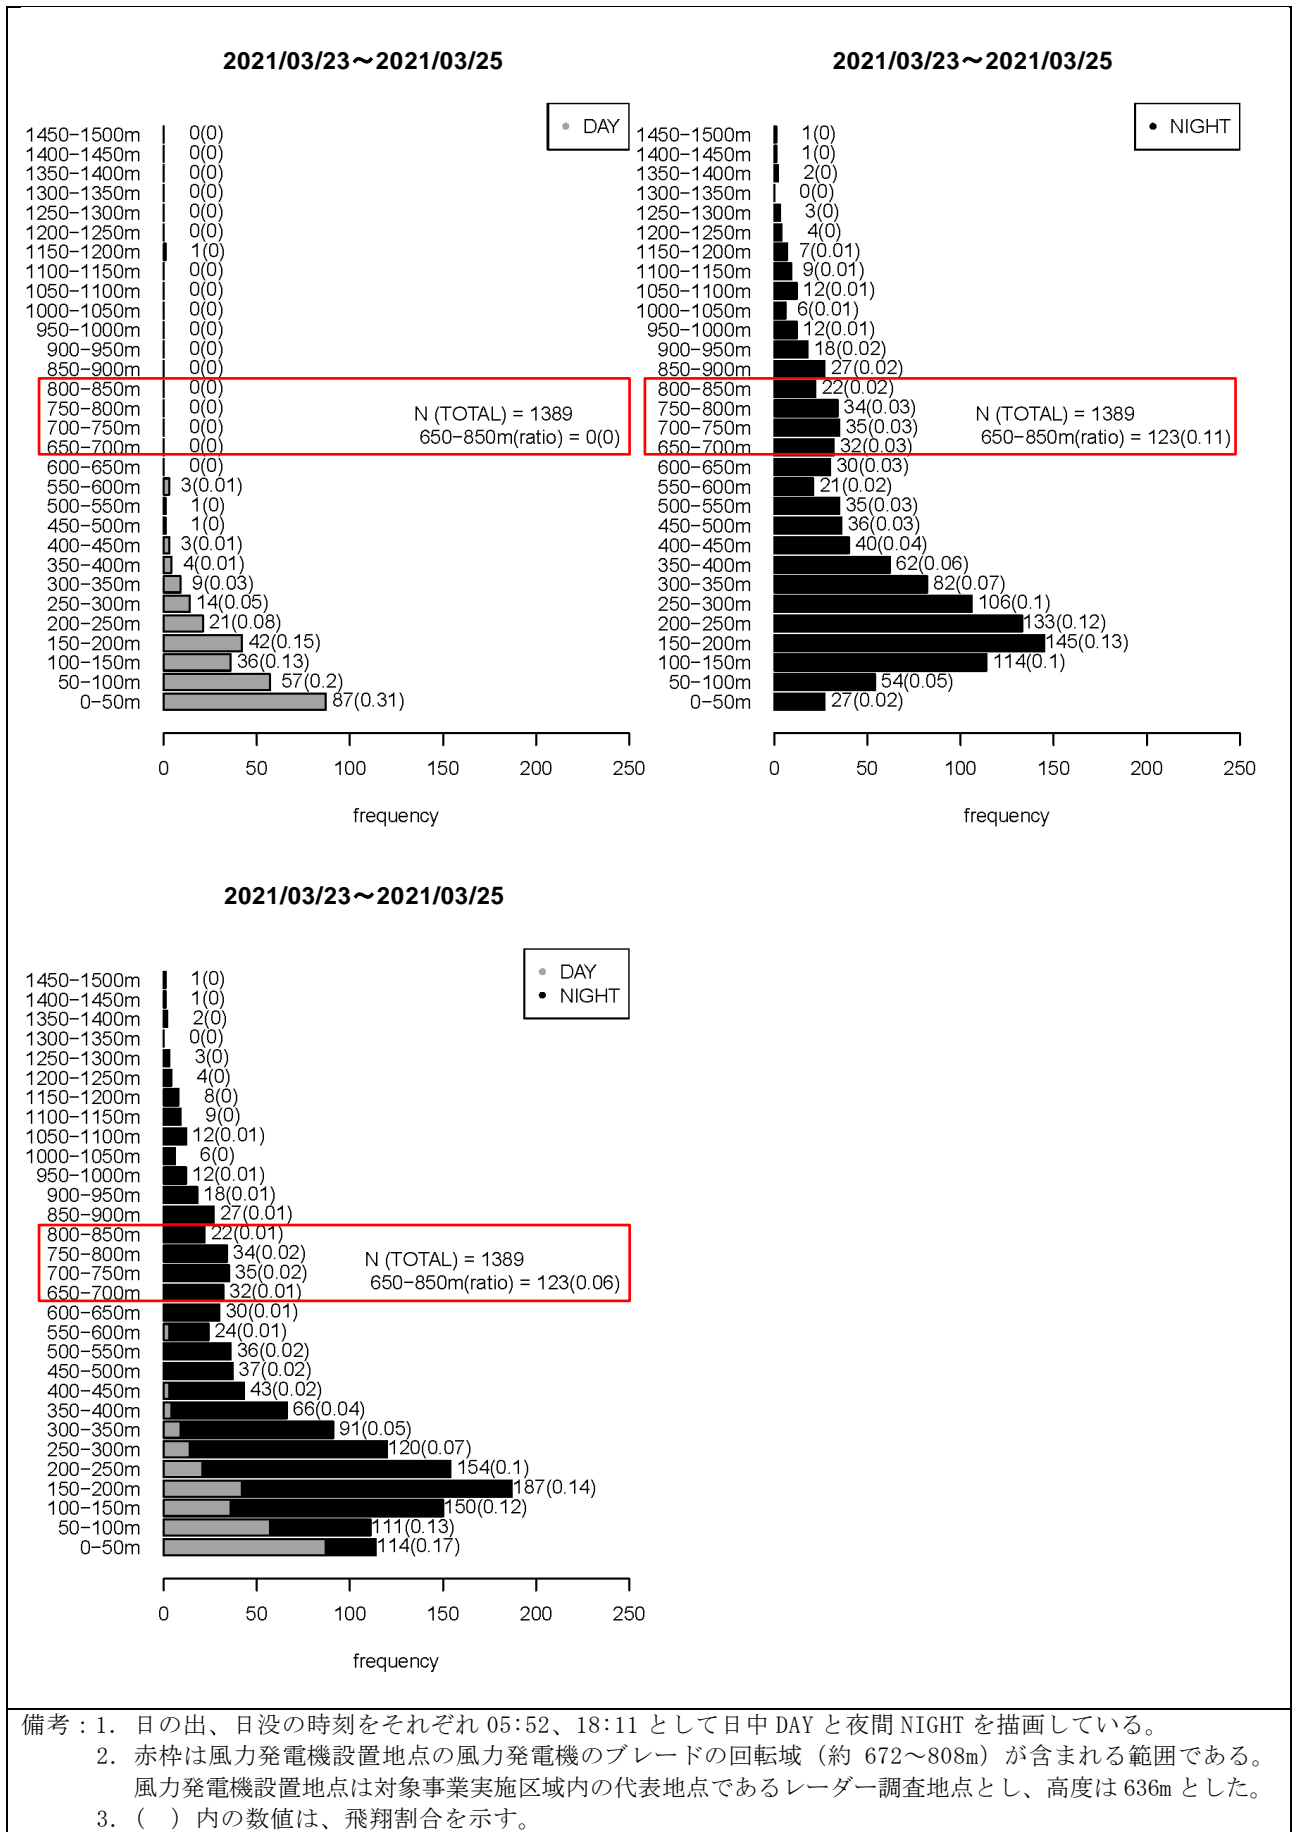 2021/03/23～2021/03/25
DAY
1450-1500m 0(0)
1400-1450m 0(0)
1350-1400m 0(0)
1300-1350m 0(0)
1250-1300m 0(0)
1200-1250m 0(0)
1150-1200m 1(0)
1100-1150m 0(0)
1050-1100m 0(0)
1000-1050m 0(0)
950-1000m 0(0)
900-950m 0(0)
850-900m 0(0)
800-850m 0(0)
750-800m 0(0)
700-750m 0(0)
650-700m 0(0)
N (TOTAL) = 1389
650-850m(ratio) = 0(0)
600-650m 0(0)
550-600m 3(0.01)
500-550m 1(0)
450-500m 1(0)
400-450m 3(0.01)
350-400m 4(0.01)
300-350m 9(0.03)
250-300m 14(0.05)
200-250m 21(0.08)
150-200m 42(0.15)
100-150m 36(0.13)
50-100m 57(0.2)
0-50m 87(0.31)
0 50 100 150 200 250
frequency
2021/03/23～2021/03/25
NIGHT
1450-1500m 1(0)
1400-1450m 1(0)
1350-1400m 2(0)
1300-1350m 0(0)
1250-1300m 3(0)
1200-1250m 4(0)
1150-1200m 7(0.01)
1100-1150m 9(0.01)
1050-1100m 12(0.01)
1000-1050m 6(0.01)
950-1000m 12(0.01)
900-950m 18(0.02)
850-900m 27(0.02)
800-850m 22(0.02)
750-800m 34(0.03)
700-750m 35(0.03)
650-700m 32(0.03)
N (TOTAL) = 1389
650-850m(ratio) = 123(0.11)
600-650m 30(0.03)
550-600m 21(0.02)
500-550m 35(0.03)
450-500m 36(0.03)
400-450m 40(0.04)
350-400m 62(0.06)
300-350m 82(0.07)
250-300m 106(0.1)
200-250m 133(0.12)
150-200m 145(0.13)
100-150m 114(0.1)
50-100m 54(0.05)
0-50m 27(0.02)
0 50 100 150 200 250
frequency
2021/03/23～2021/03/25
DAY
NIGHT
1450-1500m 1(0)
1400-1450m 1(0)
1350-1400m 2(0)
1300-1350m 0(0)
1250-1300m 3(0)
1200-1250m 4(0)
1150-1200m 8(0)
1100-1150m 9(0)
1050-1100m 12(0.01)
1000-1050m 6(0)
950-1000m 12(0.01)
900-950m 18(0.01)
850-900m 27(0.01)
800-850m 22(0.01)
750-800m 34(0.02)
700-750m 35(0.02)
650-700m 32(0.01)
N (TOTAL) = 1389
650-850m(ratio) = 123(0.06)
600-650m 30(0.01)
550-600m 24(0.01)
500-550m 36(0.02)
450-500m 37(0.02)
400-450m 43(0.02)
350-400m 66(0.04)
300-350m 91(0.05)
250-300m 120(0.07)
200-250m 154(0.1)
150-200m 187(0.14)
100-150m 150(0.12)
50-100m 111(0.13)
0-50m 114(0.17)
0 50 100 150 200 250
frequency
備考：1. 日の出、日没の時刻をそれぞれ 05:52、18:11 として日中 DAY と夜間 NIGHT を描画している。
2. 赤枠は風力発電機設置地点の風力発電機のブレードの回転域（約 672～808m）が含まれる範囲である。
風力発電機設置地点は対象事業実施区域内の代表地点であるレーダー調査地点とし、高度は 636m とした。
3. (　) 内の数値は、飛翔割合を示す。